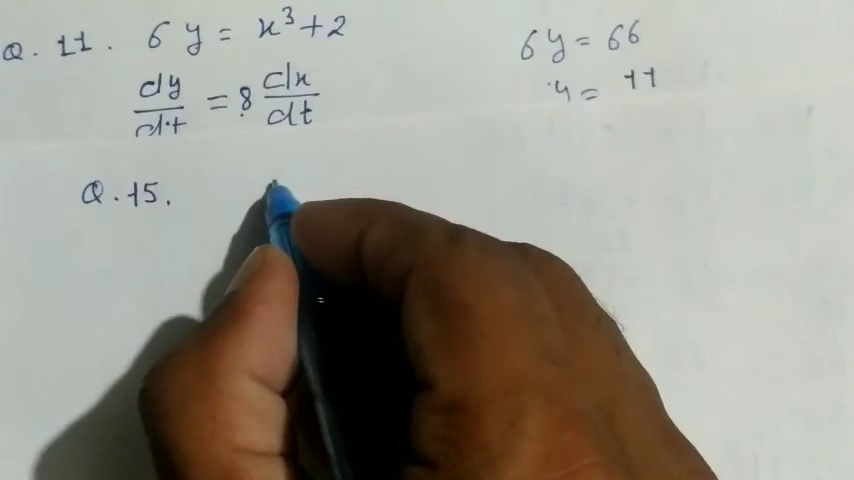 Q. 11. 6y = x³+2
dy/dt = 8 dx/dt
6y = 66
y = 11
Q. 15.